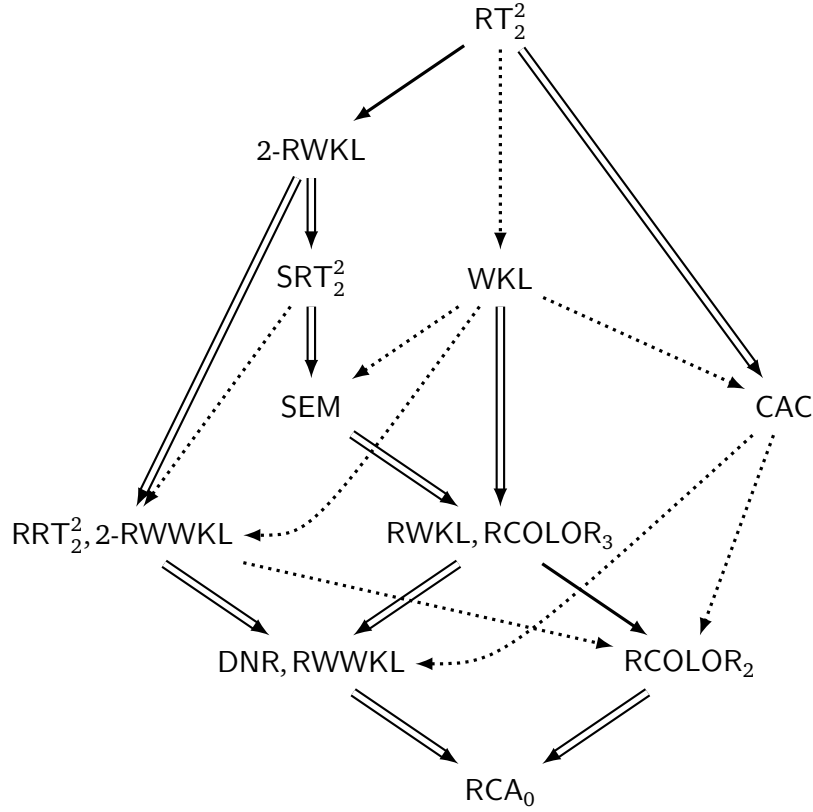 RT₂²
2-RWKL
SRT₂² WKL
SEM CAC
RRT₂², 2-RWWKL RWKL, RCOLOR₃
DNR, RWWKL RCOLOR₂
RCA₀